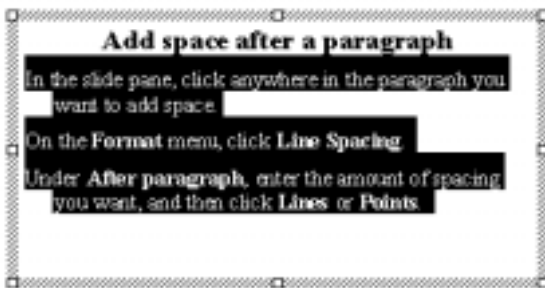 Add space after a paragraph
In the slide pane, click anywhere in the paragraph you
want to add space.
On the Format menu, click Line Spacing.
Under After paragraph, enter the amount of spacing
you want, and then click Lines or Points.